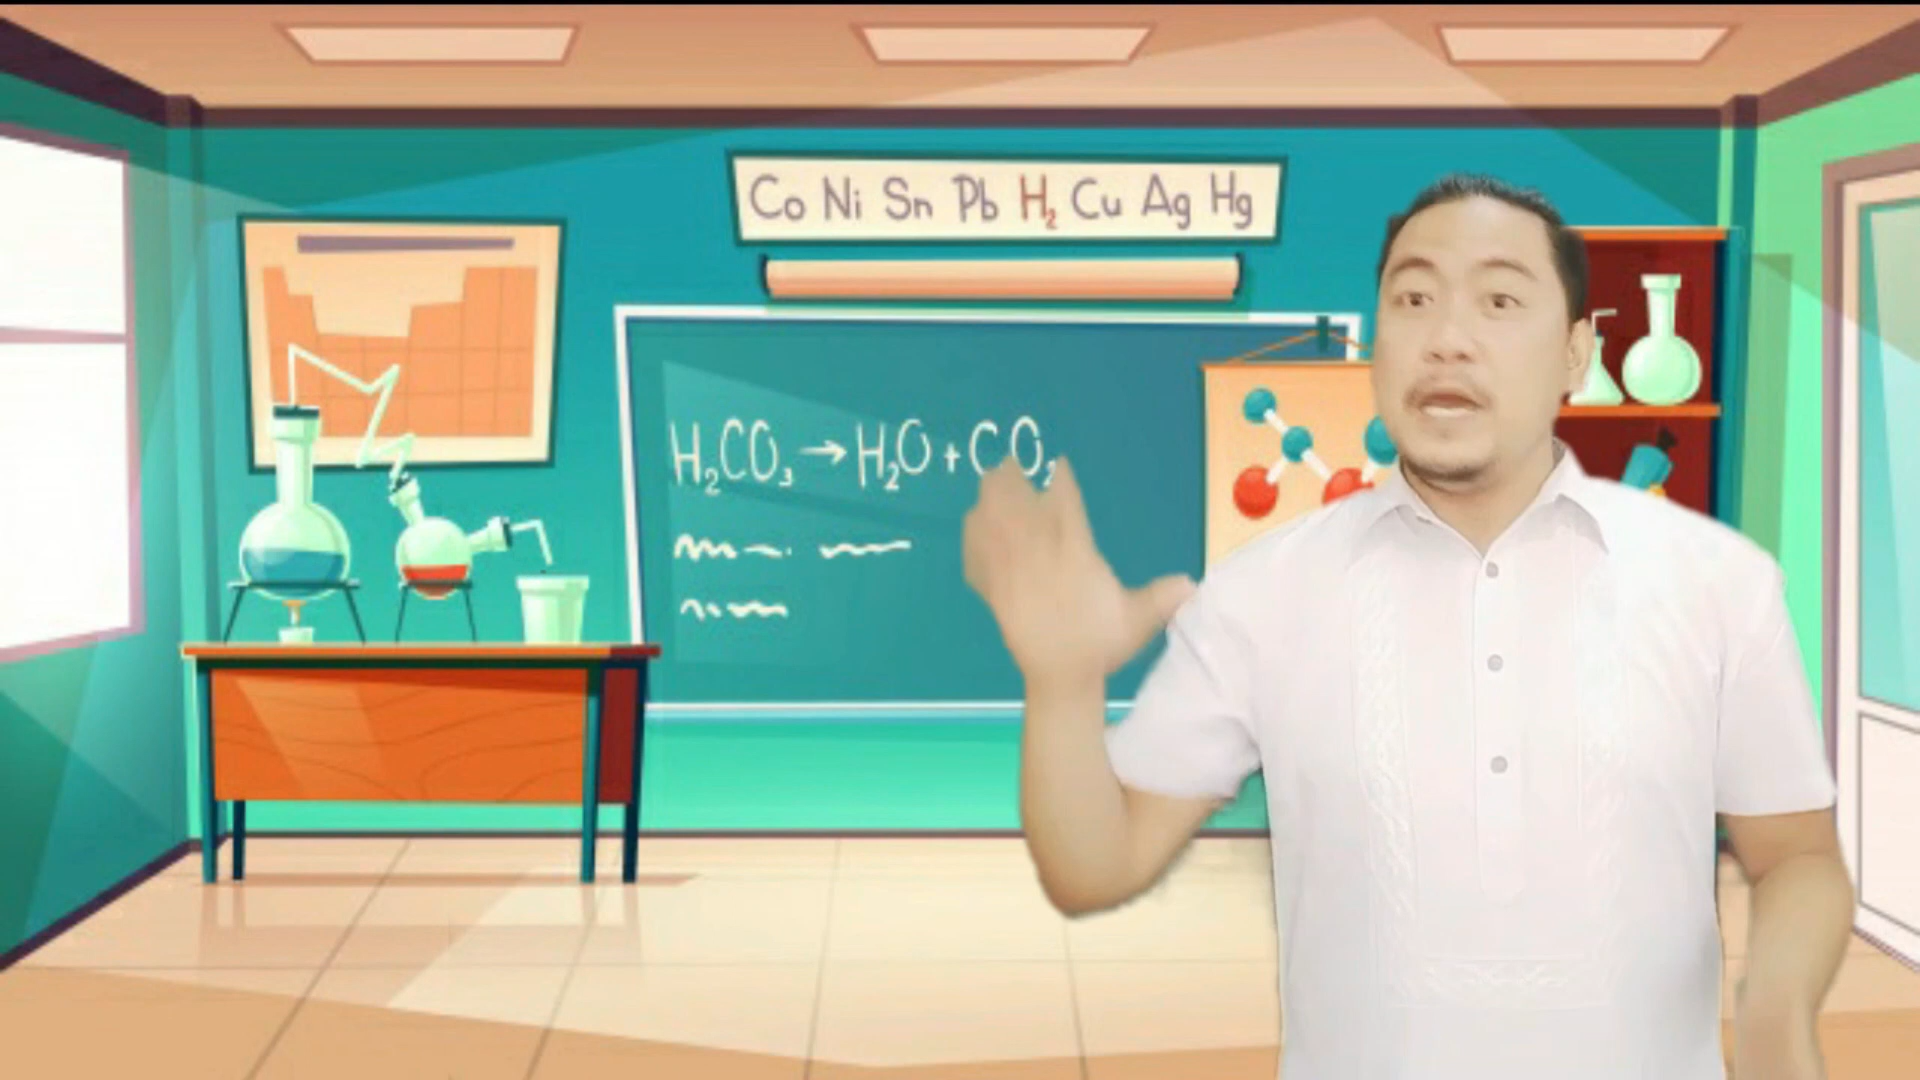 Co Ni Sn Pb H₂ Cu Ag Hg
H₂CO₃ → H₂O + CO₂